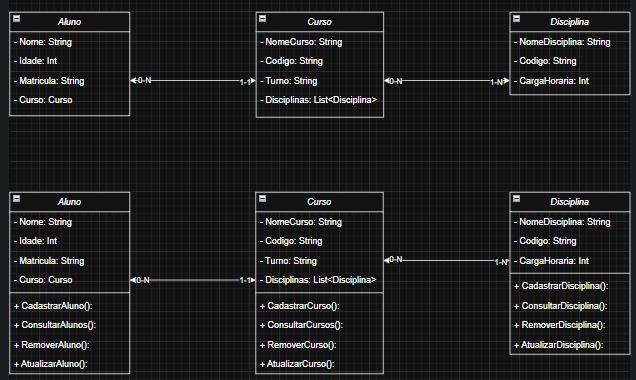 Aluno
- Nome: String
- Idade: Int
- Matricula: String
- Curso: Curso
0-N
1-1
Curso
- NomeCurso: String
- Codigo: String
- Turno: String
- Disciplinas: List<Disciplina>
0-N
1-N
Disciplina
- NomeDisciplina: String
- Codigo: String
- CargaHoraria: Int
Aluno
- Nome: String
- Idade: Int
- Matricula: String
- Curso: Curso
+ CadastrarAluno():
+ ConsultarAlunos():
+ RemoverAluno():
+ AtualizarAluno():
0-N
1-1
Curso
- NomeCurso: String
- Codigo: String
- Turno: String
- Disciplinas: List<Disciplina>
+ CadastrarCurso():
+ ConsultarCursos():
+ RemoverCurso():
+ AtualizarCurso():
0-N
1-N
Disciplina
- NomeDisciplina: String
- Codigo: String
- CargaHoraria: Int
+ CadastrarDisciplina():
+ ConsultarDisciplina():
+ RemoverDisciplina():
+ AtualizarDisciplina():